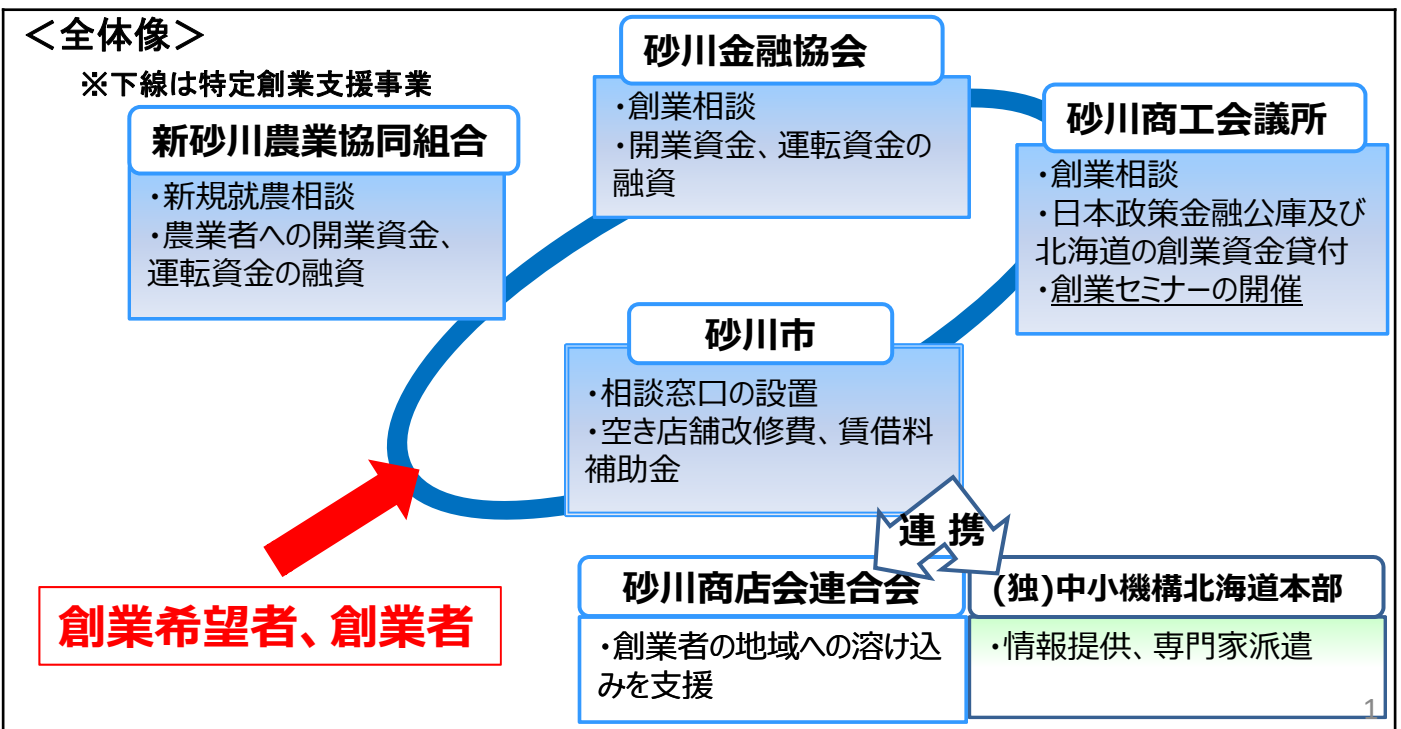 ＜全体像＞
※下線は特定創業支援事業
新砂川農業協同組合
・新規就農相談
・農業者への開業資金、
運転資金の融資
砂川金融協会
・創業相談
・開業資金、運転資金の
融資
砂川商工会議所
・創業相談
・日本政策金融公庫及び
北海道の創業資金貸付
・創業セミナーの開催
砂川市
・相談窓口の設置
・空き店舗改修費、賃借料
補助金
連 携
創業希望者、創業者
砂川商店会連合会
・創業者の地域への溶け込
みを支援
(独)中小機構北海道本部
・情報提供、専門家派遣
1